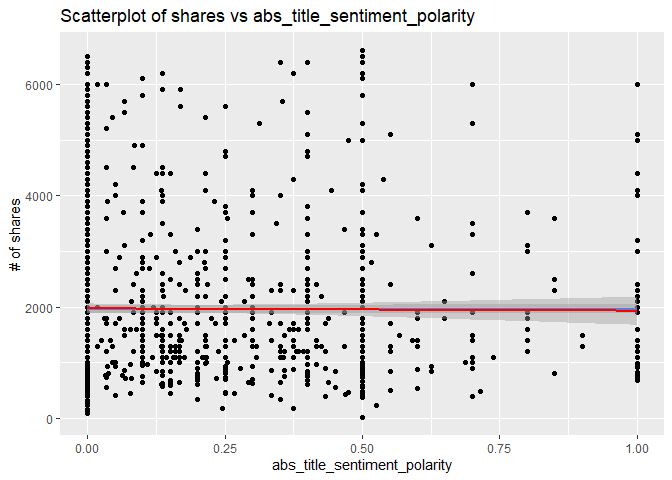 Scatterplot of shares vs abs_title_sentiment_polarity
# of shares
6000
4000
2000
0
0.00 0.25 0.50 0.75 1.00
abs_title_sentiment_polarity